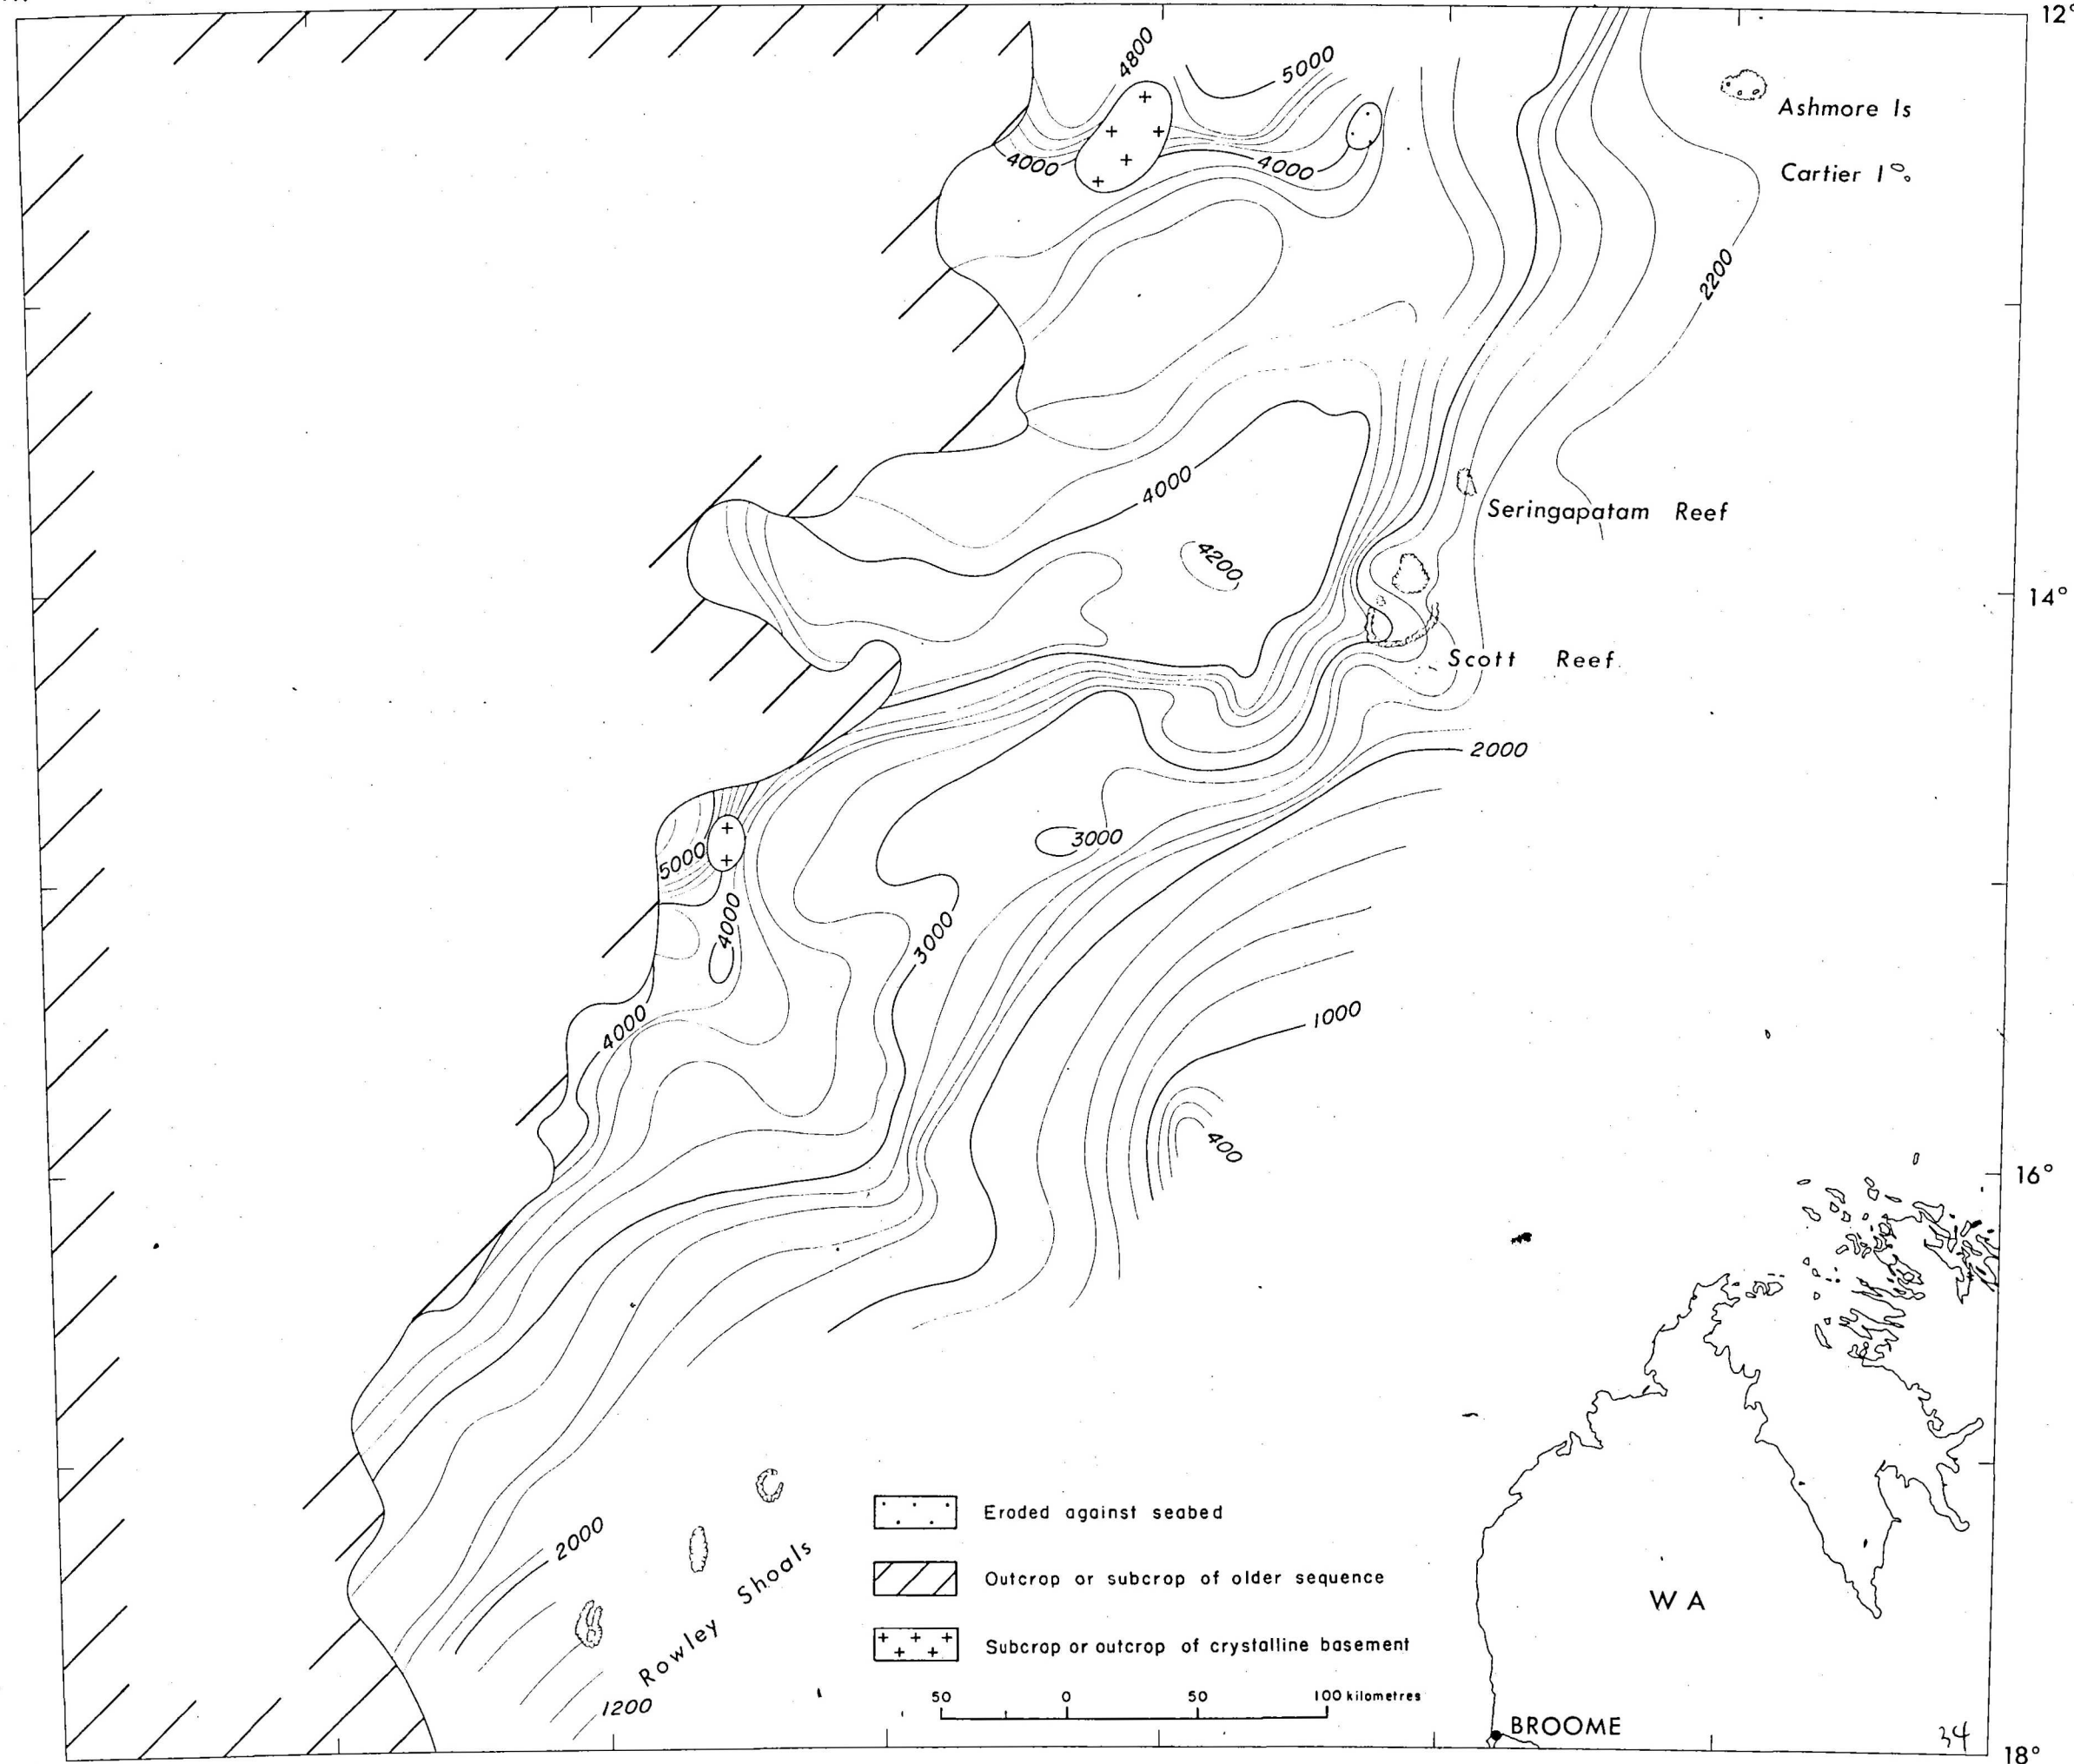 12°
4800
5000
Ashmore Is
4000
4000
Cartier I
2200
4000
Seringapatam Reef
4200
14°
Scott Reef
2000
3000
5000
4000
3000
4000
1000
400
16°
Eroded against seabed
2000
Outcrop or subcrop of older sequence
Rowley Shoals
WA
Subcrop or outcrop of crystalline basement
50 0 50 100 kilometres
1200
BROOME
34
18°